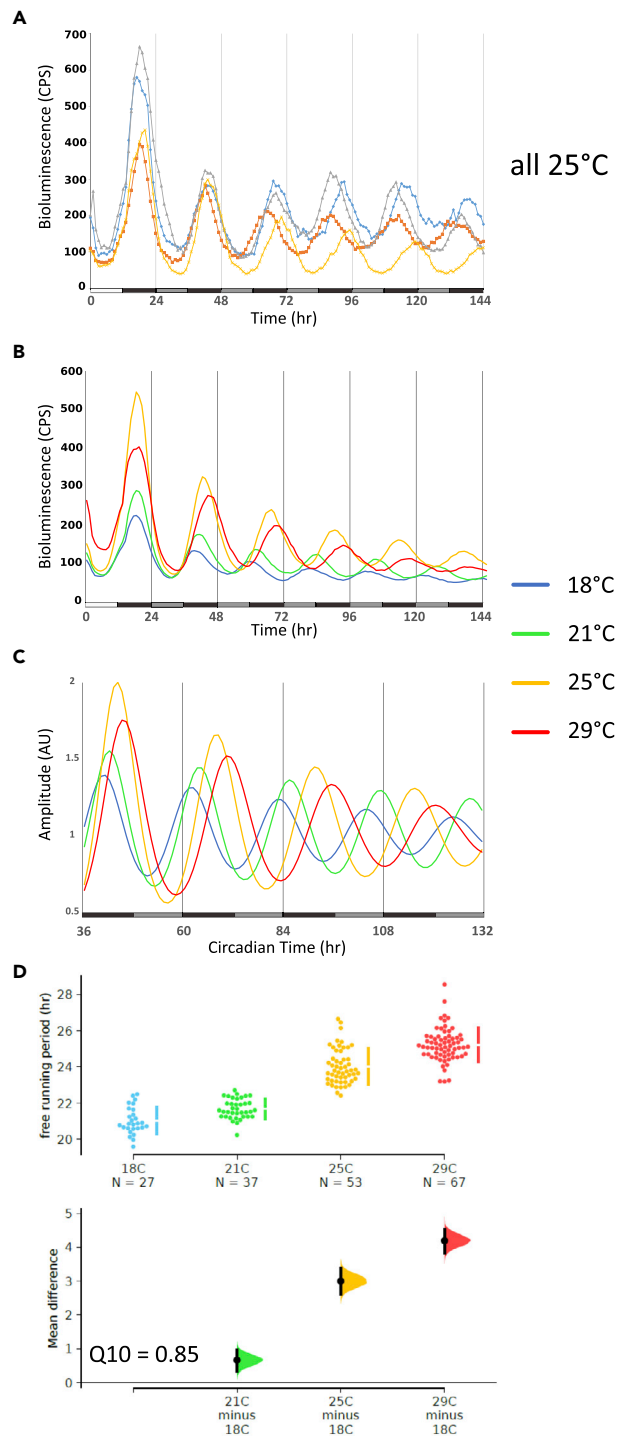 A
700
600
500
400
300
200
100
0
Bioluminescence (CPS)
all 25°C
0 24 48 72 96 120 144
Time (hr)
B
600
500
400
300
200
100
0
Bioluminescence (CPS)
0 24 48 72 96 120 144
Time (hr)
18°C
21°C
25°C
29°C
C
2
1.5
1
0.5
Amplitude (AU)
36 60 84 108 132
Circadian Time (hr)
D
28
26
24
22
20
free running period (hr)
18C 21C 25C 29C
N = 27 N = 37 N = 53 N = 67
5
4
3
2
1
0
Mean difference
Q10 = 0.85
21C 25C 29C
minus minus minus
18C 18C 18C